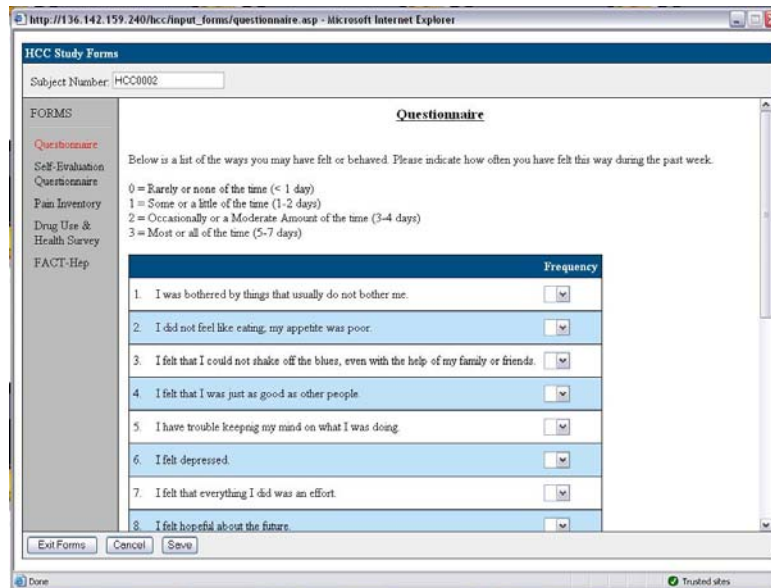 http://136.142.159.240/hcc/input_forms/questionnaire.asp - Microsoft Internet Explorer
HCC Study Forms
Subject Number: HCC0002
FORMS
Questionnaire
Self-Evaluation
Questionnaire
Pain Inventory
Drug Use &
Health Survey
FACT-Hep
Questionnaire
Below is a list of the ways you may have felt or behaved. Please indicate how often you have felt this way during the past week.
0 = Rarely or none of the time (< 1 day)
1 = Some or a little of the time (1-2 days)
2 = Occasionally or a Moderate Amount of the time (3-4 days)
3 = Most or all of the time (5-7 days)
Frequency
1. I was bothered by things that usually do not bother me.
2. I did not feel like eating, my appetite was poor.
3. I felt that I could not shake off the blues, even with the help of my family or friends.
4. I felt that I was just as good as other people.
5. I have trouble keepnig my mind on what I was doing.
6. I felt depressed.
7. I felt that everything I did was an effort.
8. I felt hopeful about the future.
Exit Forms Cancel Save
Done Trusted sites